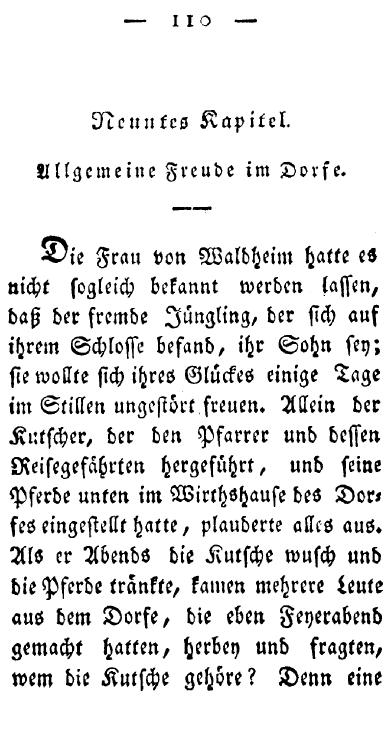 — 110 —
Neuntes Kapitel.
Allgemeine Freude im Dorfe.
Die Frau von Waldheim hatte es
nicht sogleich bekannt werden lassen,
daß der fremde Jüngling, der sich auf
ihrem Schlosse befand, ihr Sohn sey;
sie wollte sich ihres Glückes einige Tage
im Stillen ungestört freuen. Allein der
Kutscher, der den Pfarrer und dessen
Reisegefährten hergeführt, und seine
Pferde unten im Wirthshause des Dor⸗
fes eingestellt hatte, plauderte alles aus.
Als er Abends die Kutsche wusch und
die Pferde tränkte, kamen mehrere Leute
aus dem Dorfe, die eben Feyerabend
gemacht hatten, herbey und fragten,
wem die Kutsche gehöre? Denn eine